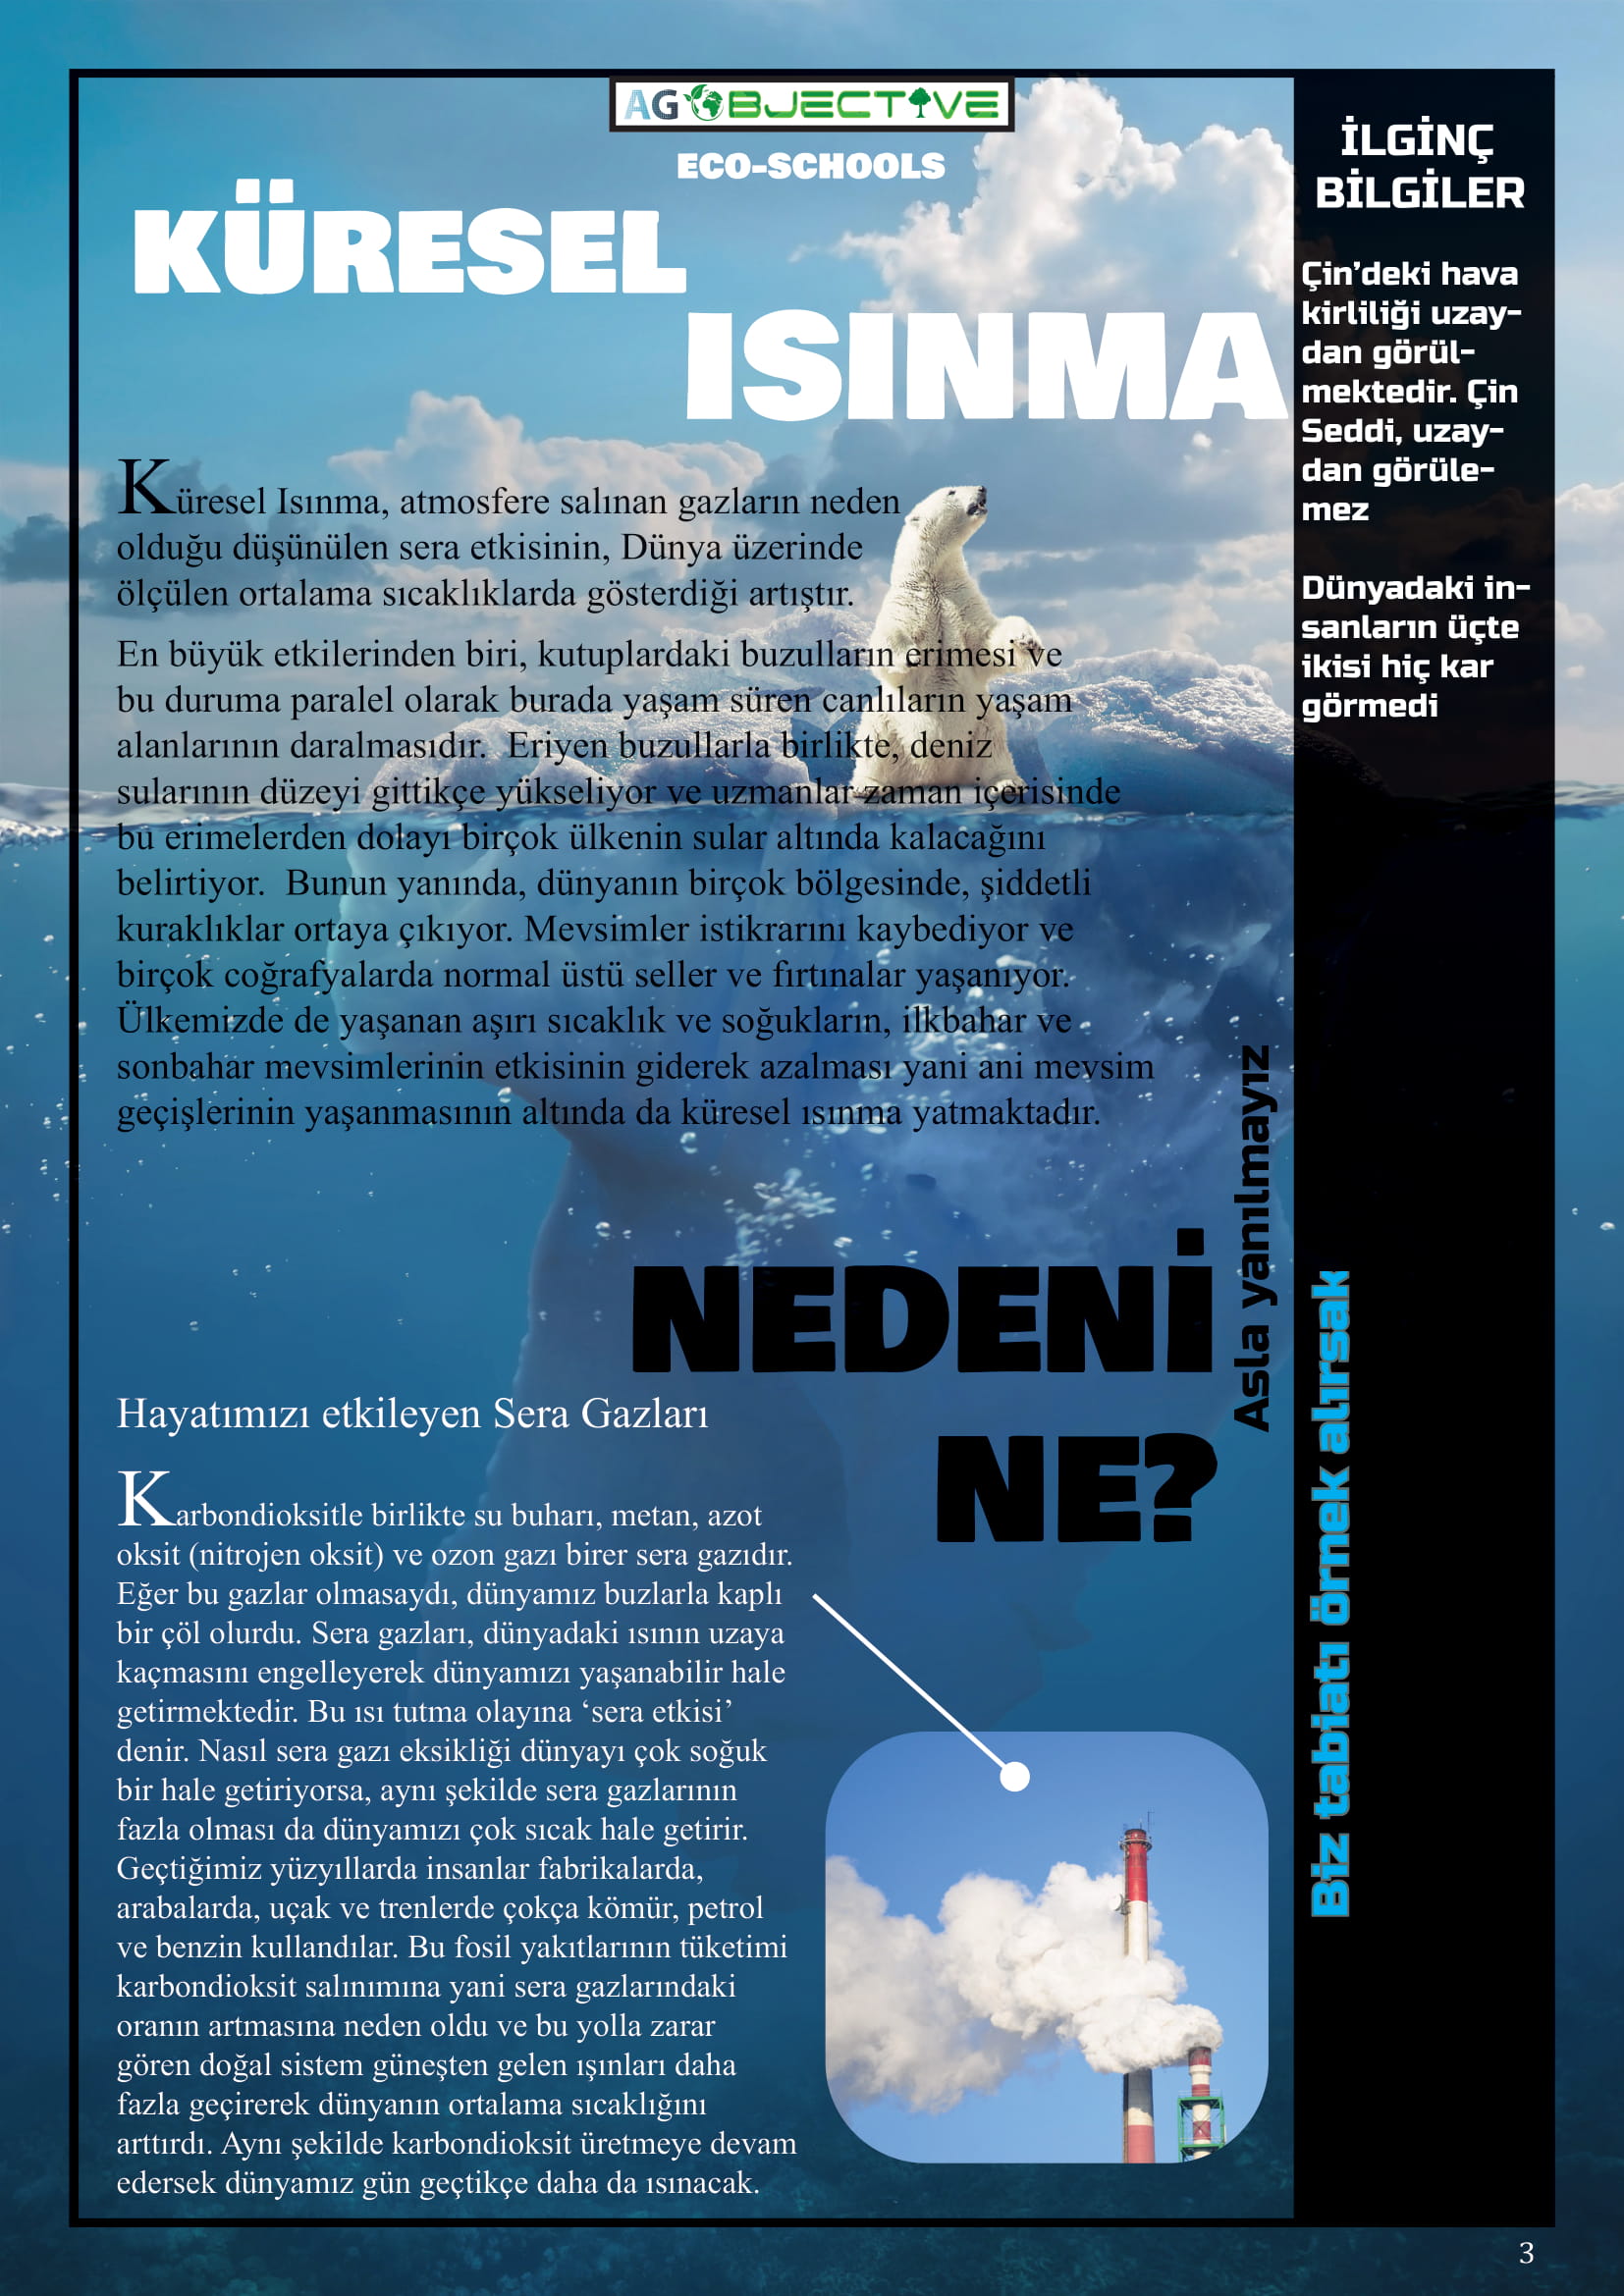 AG OBJECTIVE
ECO-SCHOOLS
KÜRESEL
ISINMA
Küresel Isınma, atmosfere salınan gazların neden
olduğu düşünülen sera etkisinin, Dünya üzerinde
ölçülen ortalama sıcaklıklarda gösterdiği artıştır.
En büyük etkilerinden biri, kutuplardaki buzulların erimesi ve
bu duruma paralel olarak burada yaşam süren canlıların yaşam
alanlarının daralmasıdır.  Eriyen buzullarla birlikte, deniz
sularının düzeyi gittikçe yükseliyor ve uzmanlar zaman içerisinde
bu erimelerden dolayı birçok ülkenin sular altında kalacağını
belirtiyor.  Bunun yanında, dünyanın birçok bölgesinde, şiddetli
kuraklıklar ortaya çıkıyor. Mevsimler istikrarını kaybediyor ve
birçok coğrafyalarda normal üstü seller ve fırtınalar yaşanıyor.
Ülkemizde de yaşanan aşırı sıcaklık ve soğukların, ilkbahar ve
sonbahar mevsimlerinin etkisinin giderek azalması yani ani mevsim
geçişlerinin yaşanmasının altında da küresel ısınma yatmaktadır.
NEDENİ
NE?
Hayatımızı etkileyen Sera Gazları
Karbondioksitle birlikte su buharı, metan, azot
oksit (nitrojen oksit) ve ozon gazı birer sera gazıdır.
Eğer bu gazlar olmasaydı, dünyamız buzlarla kaplı
bir çöl olurdu. Sera gazları, dünyadaki ısının uzaya
kaçmasını engelleyerek dünyamızı yaşanabilir hale
getirmektedir. Bu ısı tutma olayına ‘sera etkisi’
denir. Nasıl sera gazı eksikliği dünyayı çok soğuk
bir hale getiriyorsa, aynı şekilde sera gazlarının
fazla olması da dünyamızı çok sıcak hale getirir.
Geçtiğimiz yüzyıllarda insanlar fabrikalarda,
arabalarda, uçak ve trenlerde çokça kömür, petrol
ve benzin kullandılar. Bu fosil yakıtlarının tüketimi
karbondioksit salınımına yani sera gazlarındaki
oranın artmasına neden oldu ve bu yolla zarar
gören doğal sistem güneşten gelen ışınları daha
fazla geçirerek dünyanın ortalama sıcaklığını
arttırdı. Aynı şekilde karbondioksit üretmeye devam
edersek dünyamız gün geçtikçe daha da ısınacak.
İLGİNÇ
BİLGİLER
Çin’deki hava
kirliliği uzay-
dan görül-
mektedir. Çin
Seddi, uzay-
dan görüle-
mez
Dünyadaki in-
sanların üçte
ikisi hiç kar
görmedi
Biz tabiatı örnek alırsak
Asla yanılmayız
3